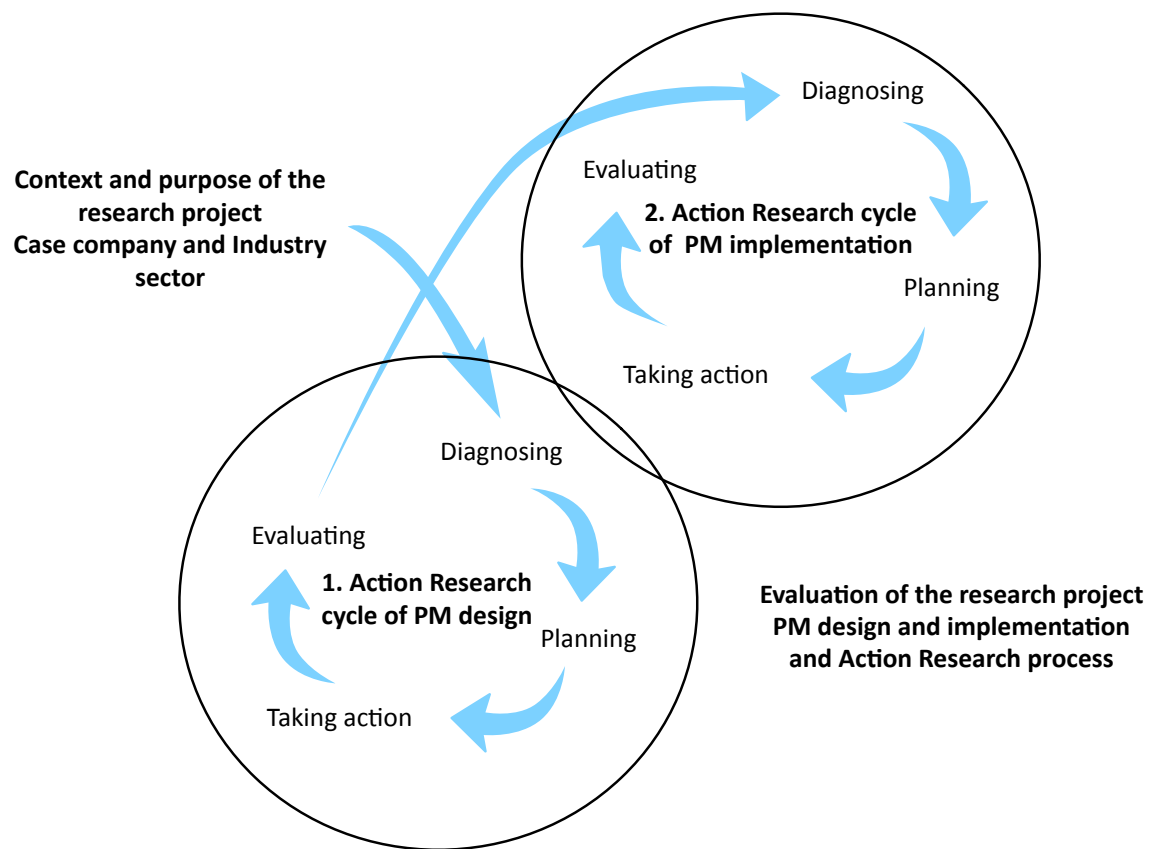 Context and purpose of the
research project
Case company and Industry
sector
Diagnosing
Evaluating
2. Action Research cycle
of PM implementation
Planning
Taking action
Diagnosing
Evaluating
1. Action Research
cycle of PM design
Planning
Taking action
Evaluation of the research project
PM design and implementation
and Action Research process